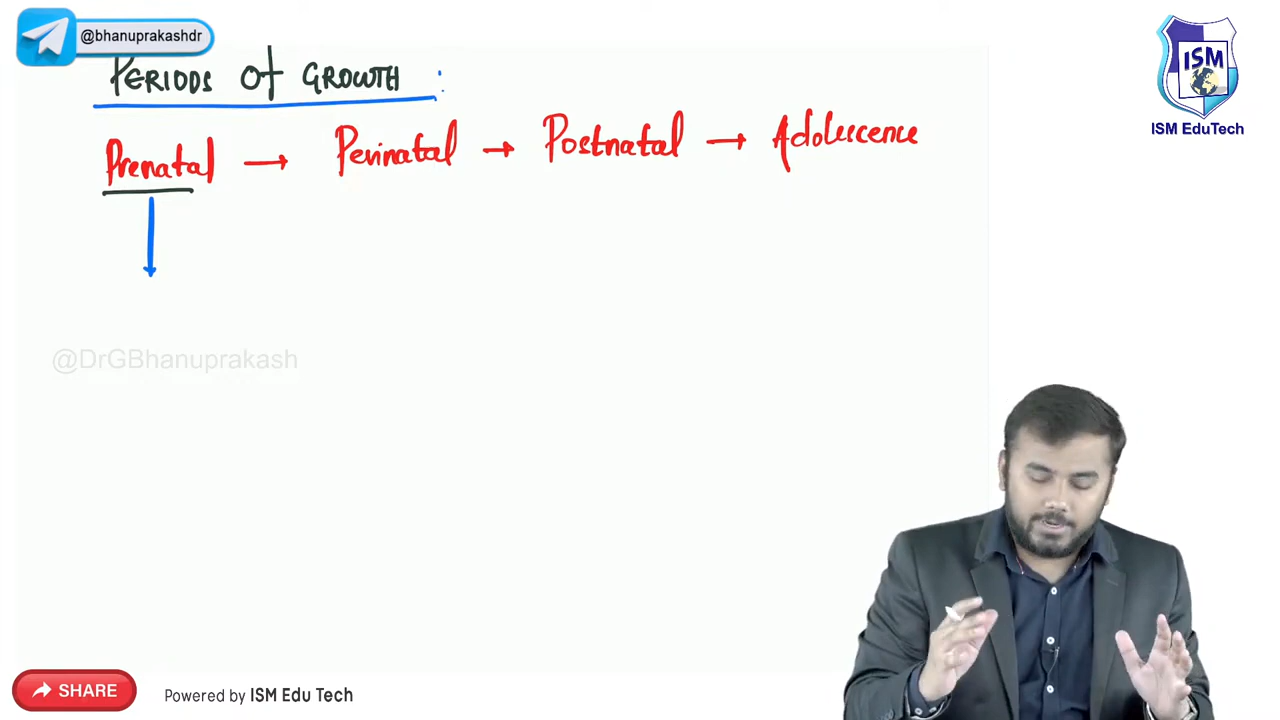 @bhanuprakashdr
PERIODS Of GROWTH :
ISM
ISM EduTech
Prenatal → Perinatal → Postnatal → Adolescence
@DrGBhanuprakash
SHARE
Powered by ISM Edu Tech